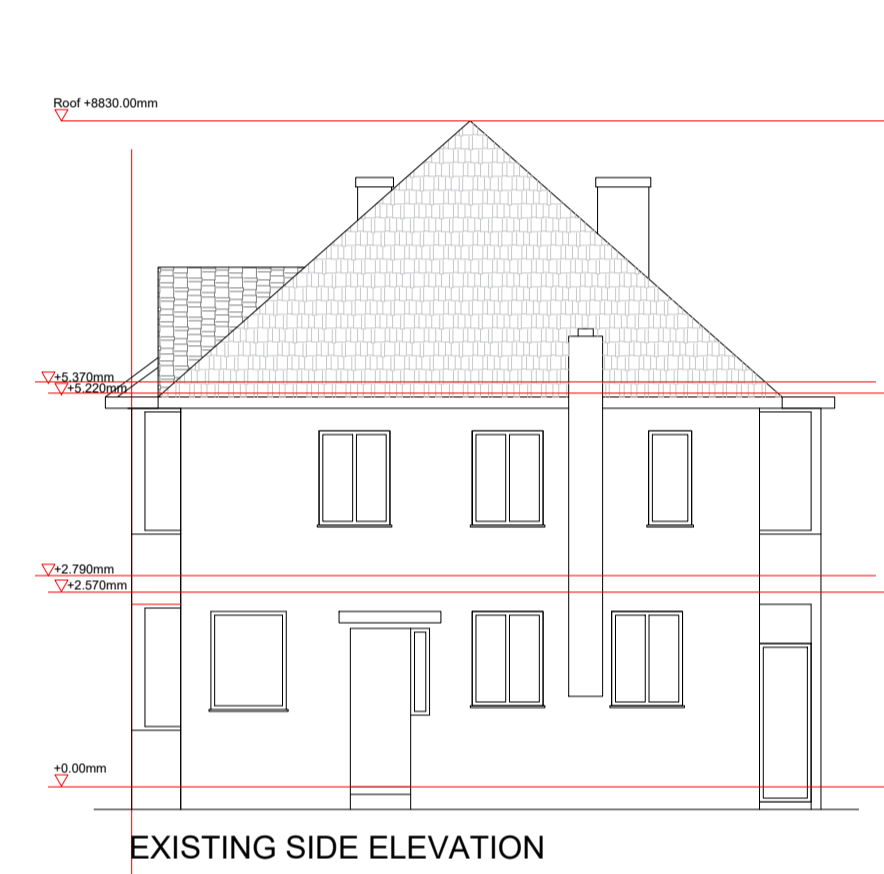 Roof +8830.00mm
+5.370mm
+5.220mm
+2.790mm
+2.570mm
+0.00mm
EXISTING SIDE ELEVATION